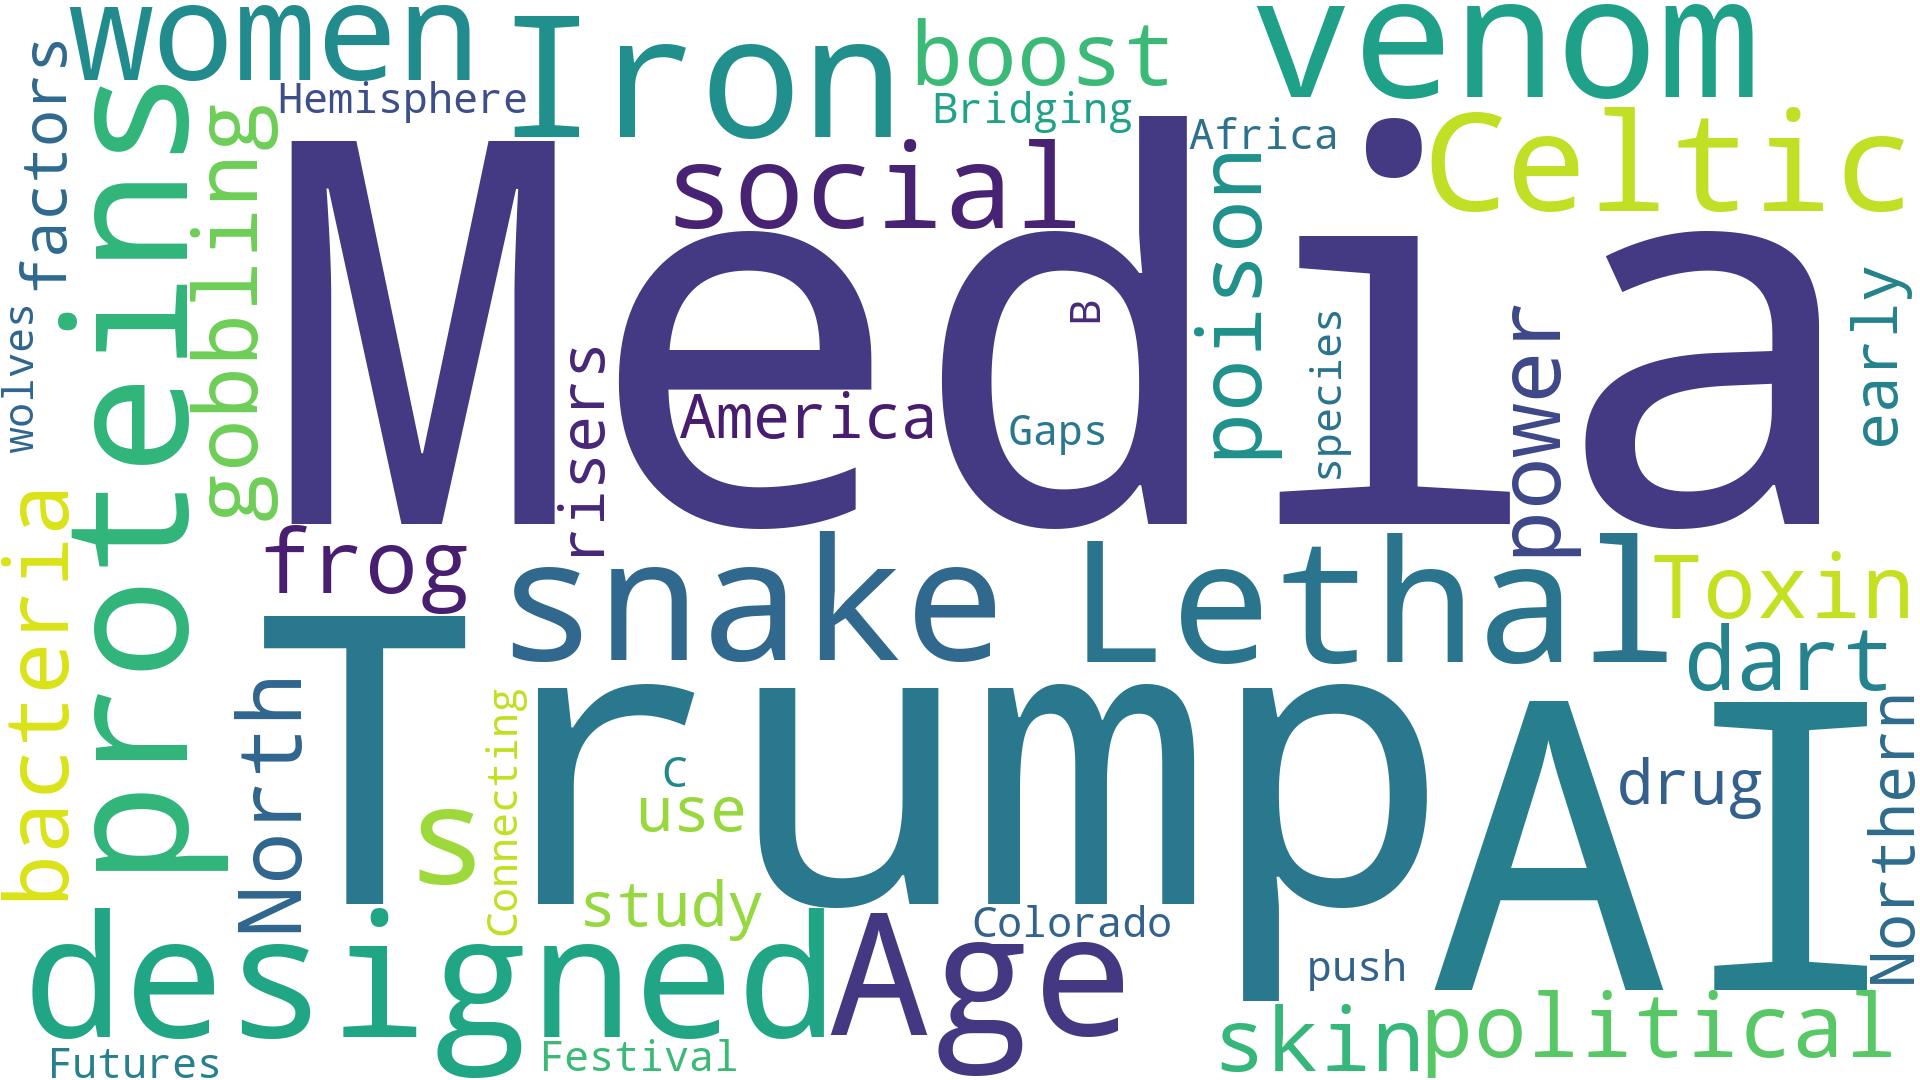 women
Iron
boost
venom
Hemisphere
Bridging
Africa
Celtic
factors
proteins
gobbling
social
Media
poison
wolves
risers
America
B
Gaps
species
power
early
bacteria
frog
snake
Lethal
Toxin
dart
North
Trump
AI
Connecting
C
use
s
drug
Northern
study
designed
Age
Colorado
push
skin
political
Futures
Festival